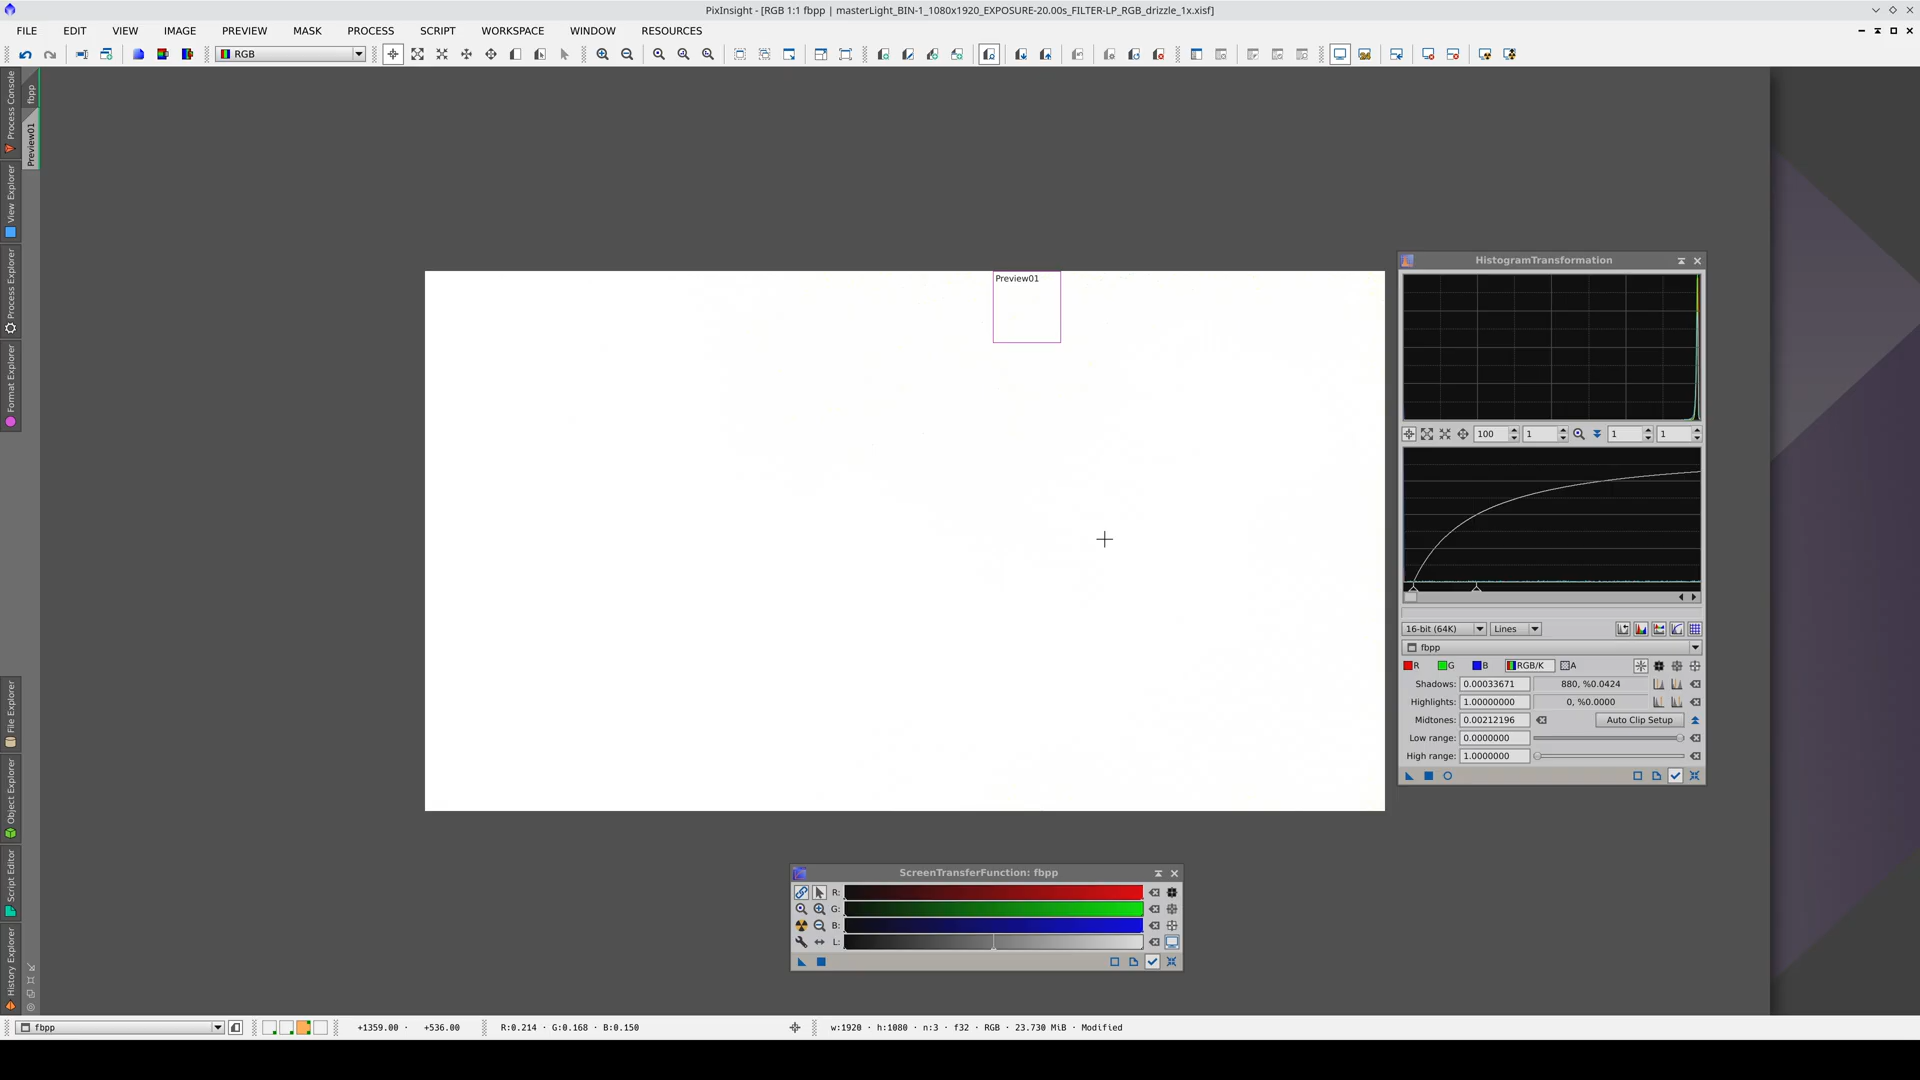 PixInsight - [RGB 1:1 fbpp | masterLight_BIN-1_1080x1920_EXPOSURE-20.00s_FILTER-LP_RGB_drizzle_1x.xisf]
FILE EDIT VIEW IMAGE PREVIEW MASK PROCESS SCRIPT WORKSPACE WINDOW RESOURCES
RGB
Process Console
View Explorer
Process Explorer
Format Explorer
File Explorer
Object Explorer
Script Editor
History Explorer
fbpp
Preview01
Preview01
HistogramTransformation
100 1 1 1
16-bit (64K) Lines
fbpp
R G B RGB/K A
Shadows: 0.00033671 880, %0.0424
Highlights: 1.00000000 0, %0.0000
Midtones: 0.00212196 Auto Clip Setup
Low range: 0.0000000
High range: 1.0000000
ScreenTransferFunction: fbpp
R:
G:
B:
L:
fbpp +1359.00 · +536.00 R:0.214 · G:0.168 · B:0.150 w:1920 · h:1080 · n:3 · f32 · RGB · 23.730 MiB · Modified